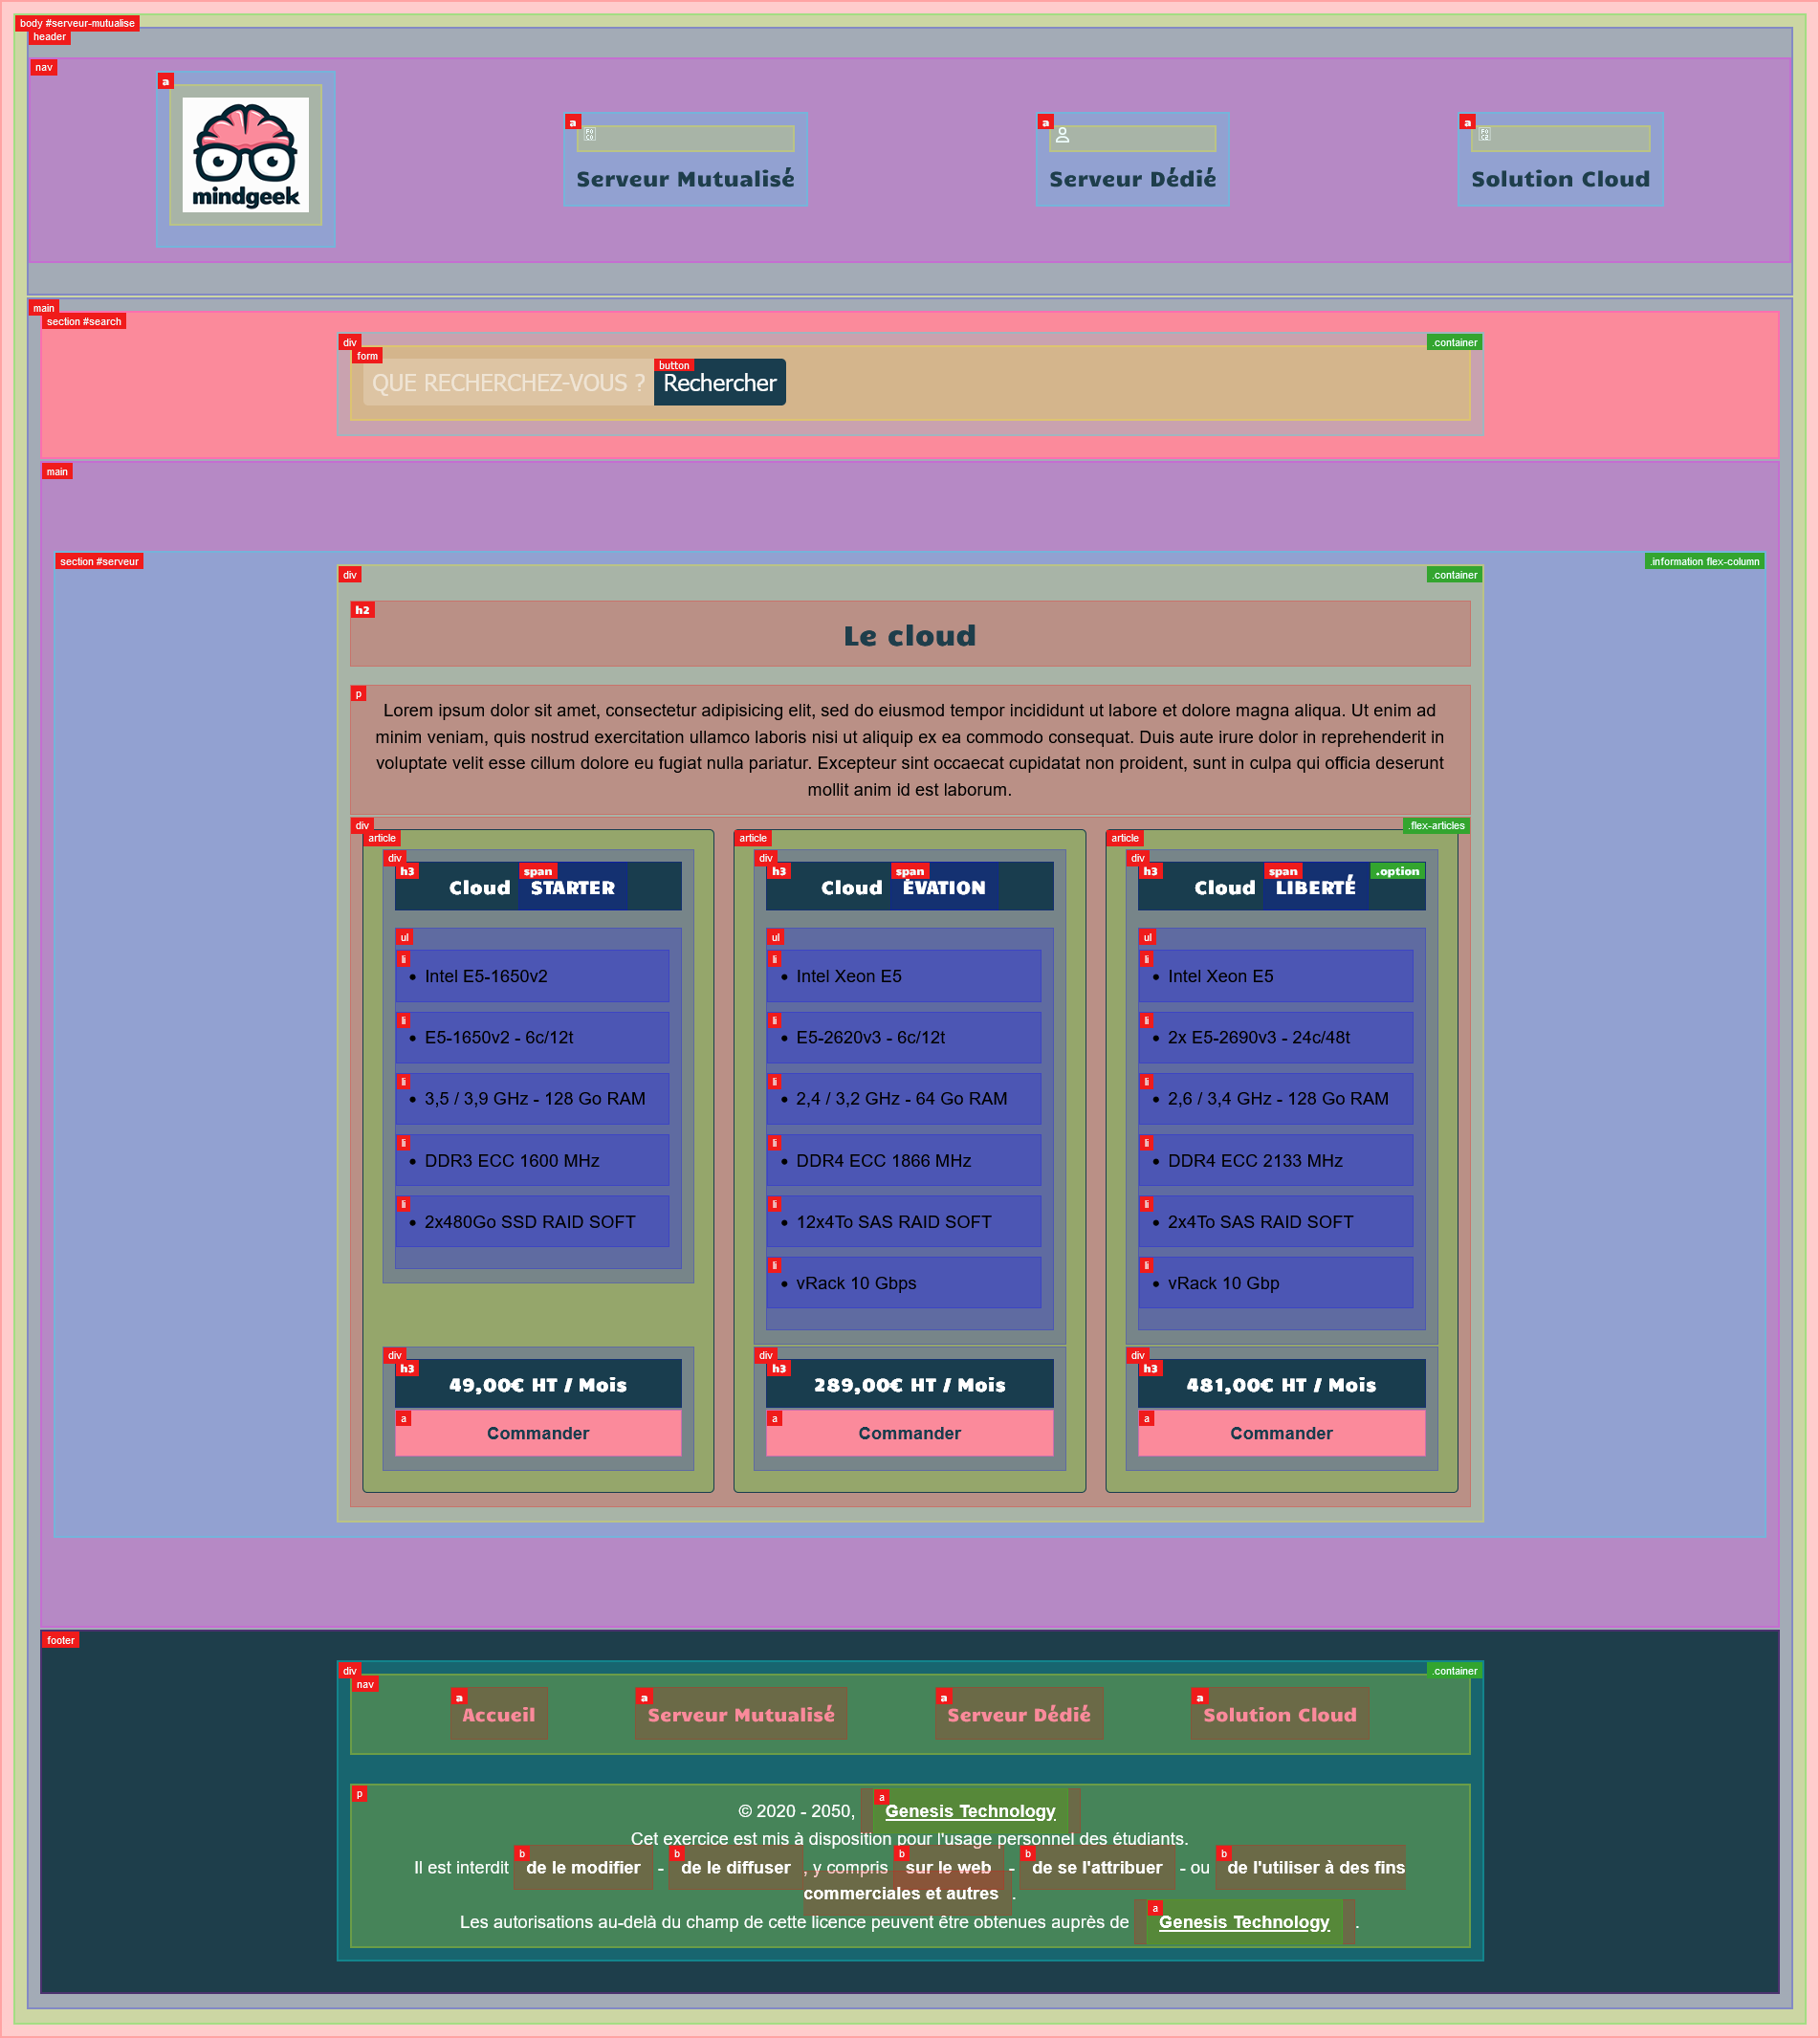 body #serveur-mutualise
header
nav
a
mindgeek
a
F0
C0
Serveur Mutualisé
a
Serveur Dédié
a
Solution Cloud
main
section #search
div
.container
form
QUE RECHERCHEZ-VOUS ?
button
Rechercher
main
section #serveur
.information flex-column
div
.container
h2
Le cloud
p
Lorem ipsum dolor sit amet, consectetur adipisicing elit, sed do eiusmod tempor incididunt ut labore et dolore magna aliqua. Ut enim ad
minim veniam, quis nostrud exercitation ullamco laboris nisi ut aliquip ex ea commodo consequat. Duis aute irure dolor in reprehenderit in
voluptate velit esse cillum dolore eu fugiat nulla pariatur. Excepteur sint occaecat cupidatat non proident, sunt in culpa qui officia deserunt
mollit anim id est laborum.
div
.flex-articles
article
div
h3
span
Cloud STARTER
ul
li
Intel E5-1650v2
li
E5-1650v2 - 6c/12t
li
3,5 / 3,9 GHz - 128 Go RAM
li
DDR3 ECC 1600 MHz
li
2x480Go SSD RAID SOFT
div
h3
49,00€ HT / Mois
a
Commander
article
div
h3
span
Cloud ÉVATION
ul
li
Intel Xeon E5
li
E5-2620v3 - 6c/12t
li
2,4 / 3,2 GHz - 64 Go RAM
li
DDR4 ECC 1866 MHz
li
12x4To SAS RAID SOFT
li
vRack 10 Gbps
div
h3
289,00€ HT / Mois
a
Commander
article
div
h3
span
.option
Cloud LIBERTÉ
ul
li
Intel Xeon E5
li
2x E5-2690v3 - 24c/48t
li
2,6 / 3,4 GHz - 128 Go RAM
li
DDR4 ECC 2133 MHz
li
2x4To SAS RAID SOFT
li
vRack 10 Gbp
div
h3
481,00€ HT / Mois
a
Commander
footer
div
.container
nav
a
Accueil
a
Serveur Mutualisé
a
Serveur Dédié
a
Solution Cloud
p
a
© 2020 - 2050, Genesis Technology
Cet exercice est mis à disposition pour l'usage personnel des étudiants.
b
b
b
b
b
Il est interdit de le modifier - de le diffuser , y compris sur le web - de se l'attribuer - ou de l'utiliser à des fins
commerciales et autres .
a
Les autorisations au-delà du champ de cette licence peuvent être obtenues auprès de Genesis Technology .